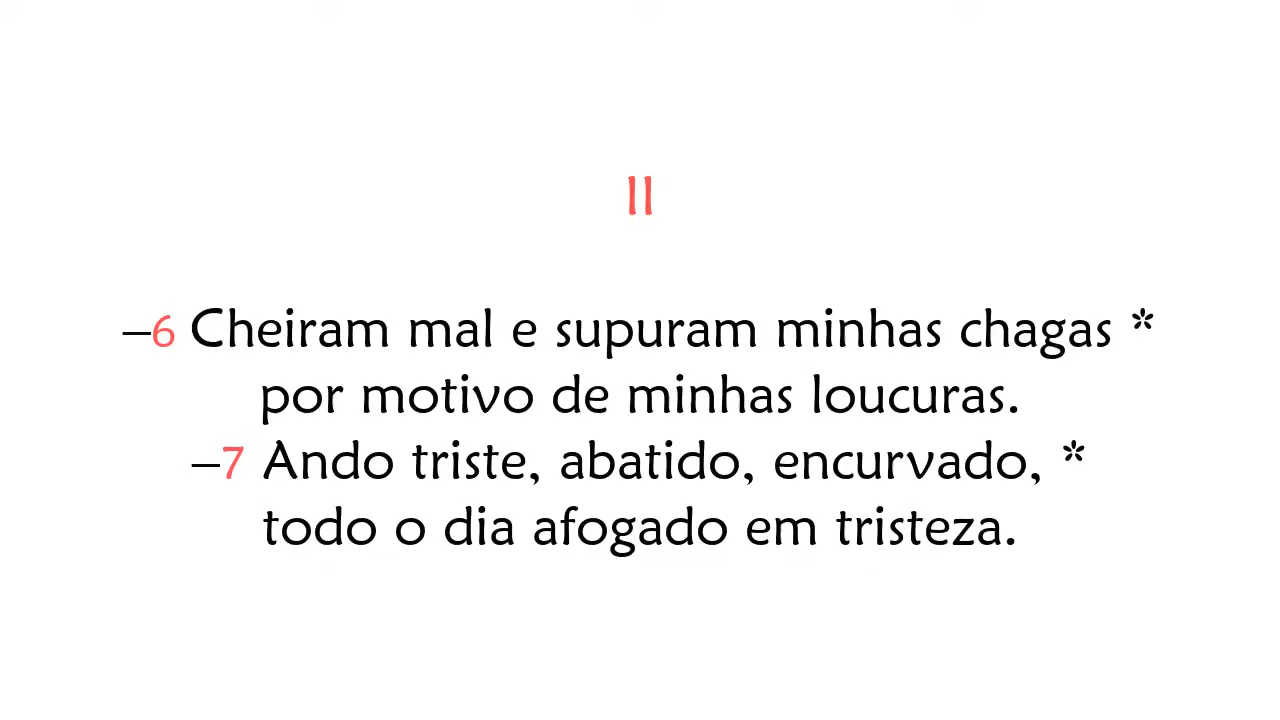 II
–6 Cheiram mal e supuram minhas chagas *
por motivo de minhas loucuras.
–7 Ando triste, abatido, encurvado, *
todo o dia afogado em tristeza.